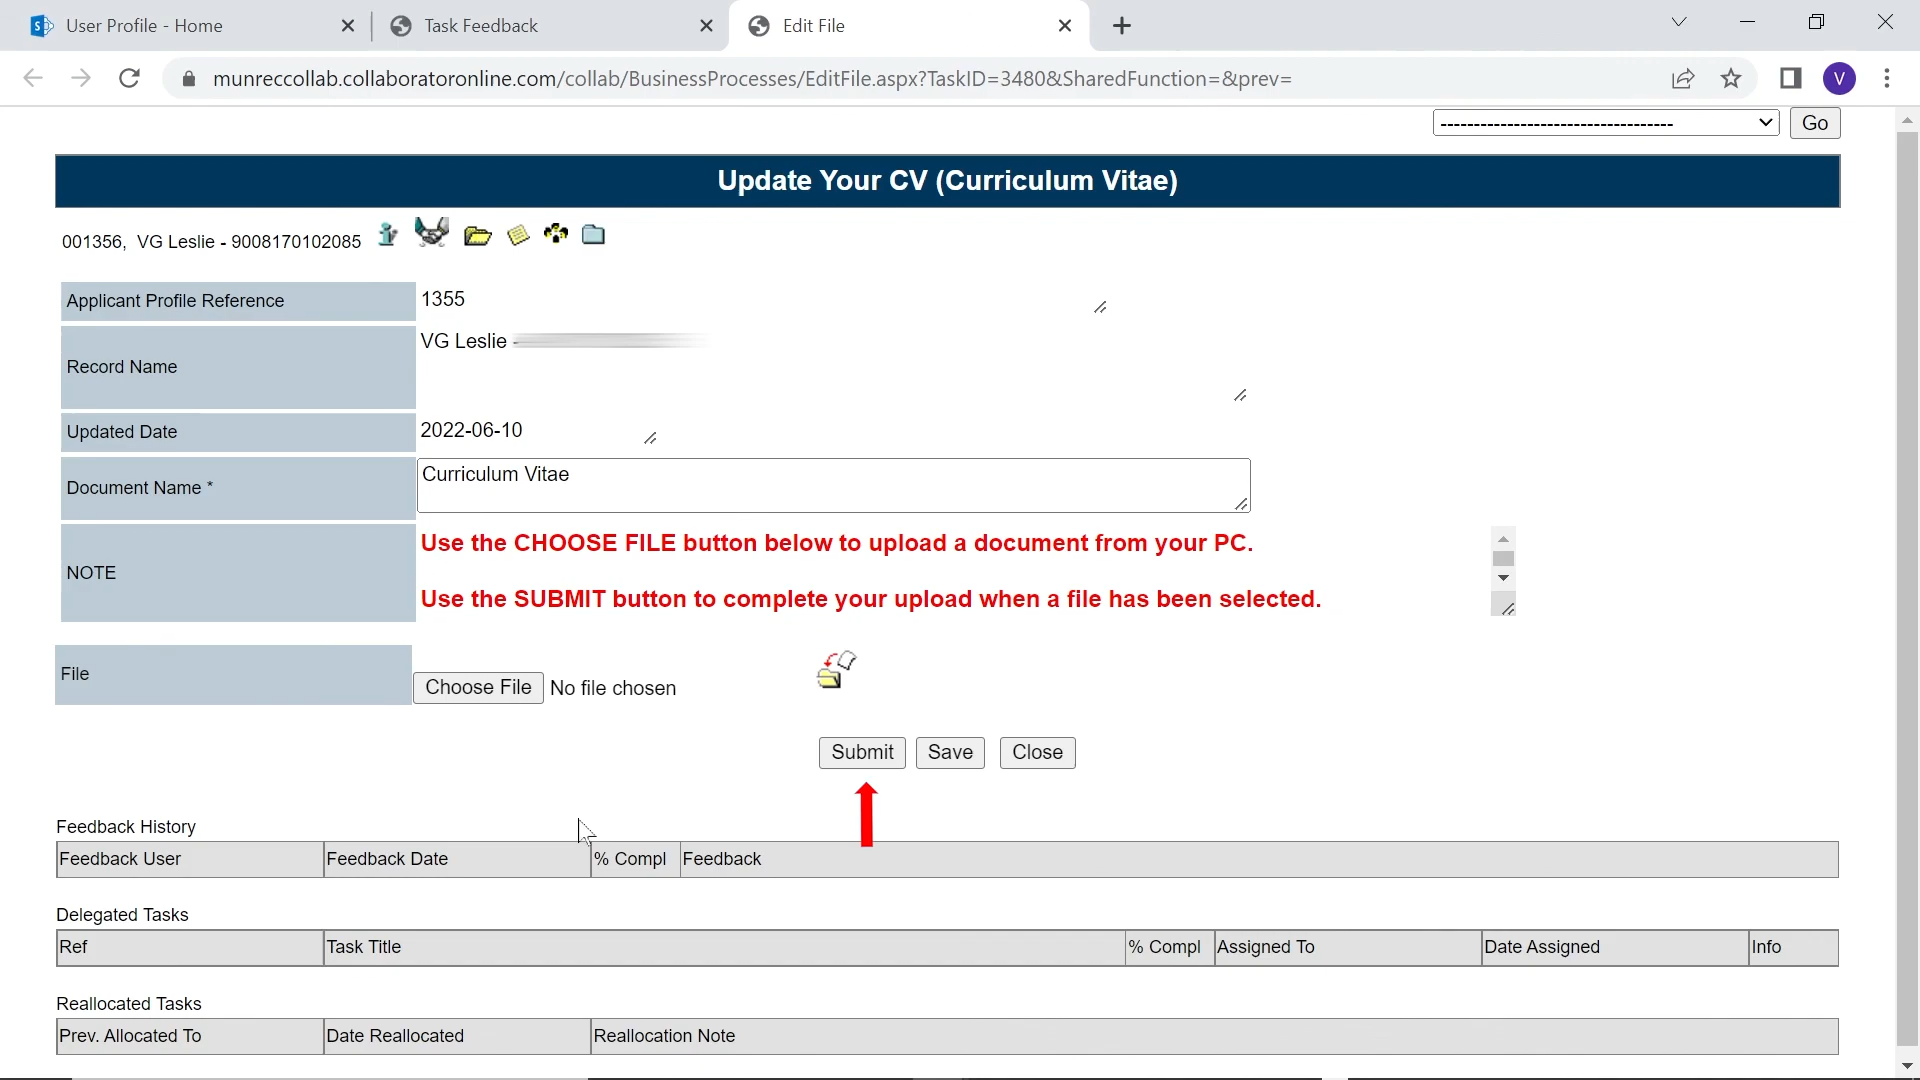 User Profile - Home
Task Feedback
Edit File
munreccollab.collaboratoronline.com/collab/BusinessProcesses/EditFile.aspx?TaskID=3480&SharedFunction=&prev=
V
-----------------------------------
Go
Update Your CV (Curriculum Vitae)
001356, VG Leslie - 9008170102085
Applicant Profile Reference
1355
Record Name
VG Leslie -
Updated Date
2022-06-10
Document Name *
Curriculum Vitae
NOTE
Use the CHOOSE FILE button below to upload a document from your PC.
Use the SUBMIT button to complete your upload when a file has been selected.
File
Choose File No file chosen
Submit Save Close
Feedback History
Feedback User Feedback Date % Compl Feedback
Delegated Tasks
Ref Task Title % Compl Assigned To Date Assigned Info
Reallocated Tasks
Prev. Allocated To Date Reallocated Reallocation Note